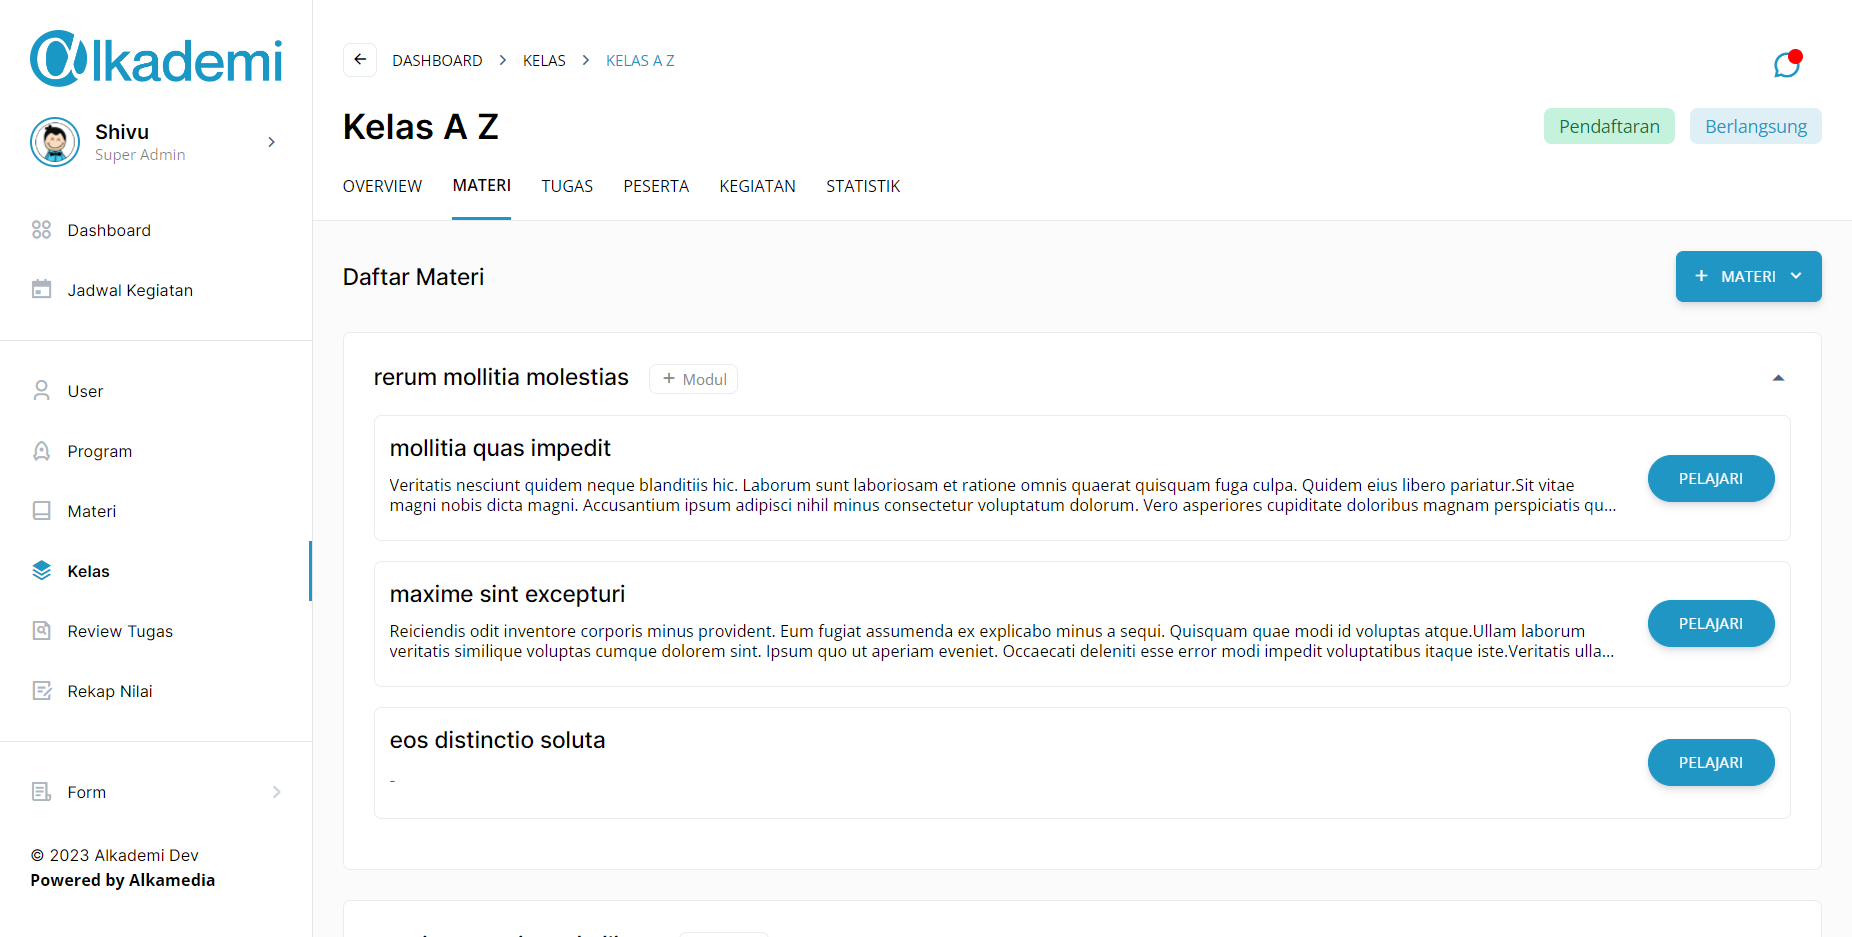 Alkademi
Shivu
Super Admin
Dashboard
Jadwal Kegiatan
User
Program
Materi
Kelas
Review Tugas
Rekap Nilai
Form
© 2023 Alkademi Dev
Powered by Alkamedia
DASHBOARD > KELAS > KELAS A Z
Kelas A Z
Pendaftaran
Berlangsung
OVERVIEW MATERI TUGAS PESERTA KEGIATAN STATISTIK
Daftar Materi
+ MATERI
rerum mollitia molestias
+ Modul
mollitia quas impedit
Veritatis nesciunt quidem neque blanditiis hic. Laborum sunt laboriosam et ratione omnis quaerat quisquam fuga culpa. Quidem eius libero pariatur.Sit vitae
magni nobis dicta magni. Accusantium ipsum adipisci nihil minus consectetur voluptatum dolorum. Vero asperiores cupiditate doloribus magnam perspiciatis qu...
PELAJARI
maxime sint excepturi
Reiciendis odit inventore corporis minus provident. Eum fugiat assumenda ex explicabo minus a sequi. Quisquam quae modi id voluptas atque.Ullam laborum
veritatis similique voluptas cumque dolorem sint. Ipsum quo ut aperiam eveniet. Occaecati deleniti esse error modi impedit voluptatibus itaque iste.Veritatis ulla...
PELAJARI
eos distinctio soluta
-
PELAJARI